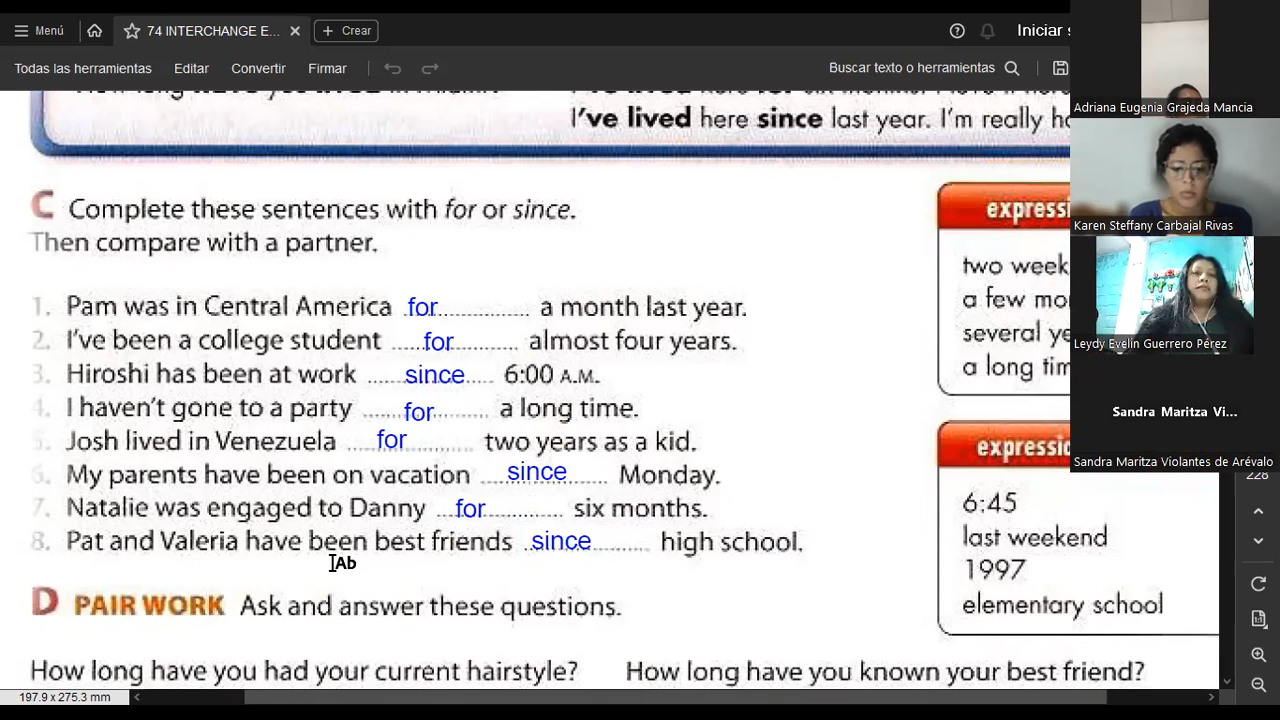 Menú
74 INTERCHANGE E...
Crear
Iniciar s
Todas las herramientas
Editar
Convertir
Firmar
Buscar texto o herramientas
I've lived here since last year. I'm really ha
C Complete these sentences with for or since.
Then compare with a partner.
1. Pam was in Central America for a month last year.
2. I've been a college student for almost four years.
3. Hiroshi has been at work since 6:00 A.M.
4. I haven't gone to a party for a long time.
5. Josh lived in Venezuela for two years as a kid.
6. My parents have been on vacation since Monday.
7. Natalie was engaged to Danny for six months.
8. Pat and Valeria have been best friends since high school.
Ab
D PAIR WORK Ask and answer these questions.
How long have you had your current hairstyle? How long have you known your best friend?
expressi
two week
a few mo
several ye
a long tim
expressi
6:45
last weekend
1997
elementary school
Adriana Eugenia Grajeda Mancia
Karen Steffany Carbajal Rivas
Leydy Evelin Guerrero Pérez
Sandra Maritza Vi...
Sandra Maritza Violantes de Arévalo
228
197.9 x 275.3 mm